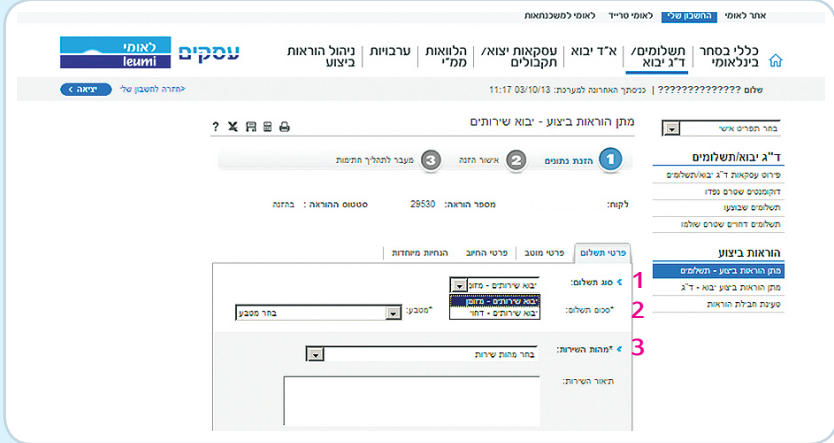 אתר לאומי החשבון שלי לאומי טרייד לאומי למשכנתאות
כללי בסחר בינלאומי
תשלומים/ ד"ג יבוא
א"ד יבוא
עסקאות יצוא/ תקבולים
הלוואות ממ"י
ערבויות
ניהול הוראות ביצוע
עסקים
לאומי
leumi
שלום ?????????????? | כניסתך האחרונה למערכת: 03/10/13 11:17
>חזרה לחשבון שלי
יציאה >
בחר תפריט אישי
ד"ג יבוא/תשלומים
פירוט עסקאות ד"ג יבוא/תשלומים
דוקומנטים שטרם נפדו
תשלומים שבוצעו
תשלומים דחויים שטרם שולמו
הוראות ביצוע
מתן הוראות ביצוע - תשלומים
מתן הוראות ביצוע יבוא - ד"ג
טעינת חבילת הוראות
מתן הוראות ביצוע - יבוא שירותים
?
1 הזנת נתונים 2 אישור הזנה 3 מעבר לתהליך חתימות
לקוח: מספר הוראה: 29530 סטטוס ההוראה : בהזנה
פרטי תשלום פרטי מוטב פרטי החיוב הנחיות מיוחדות
1 סוג תשלום: יבוא שירותים - מזומן
יבוא שירותים - מזומן
יבוא שירותים - דחוי
2 *סכום תשלום: *מטבע: בחר מטבע
3 *מהות השירות: בחר מהות שירות
תיאור השירות: